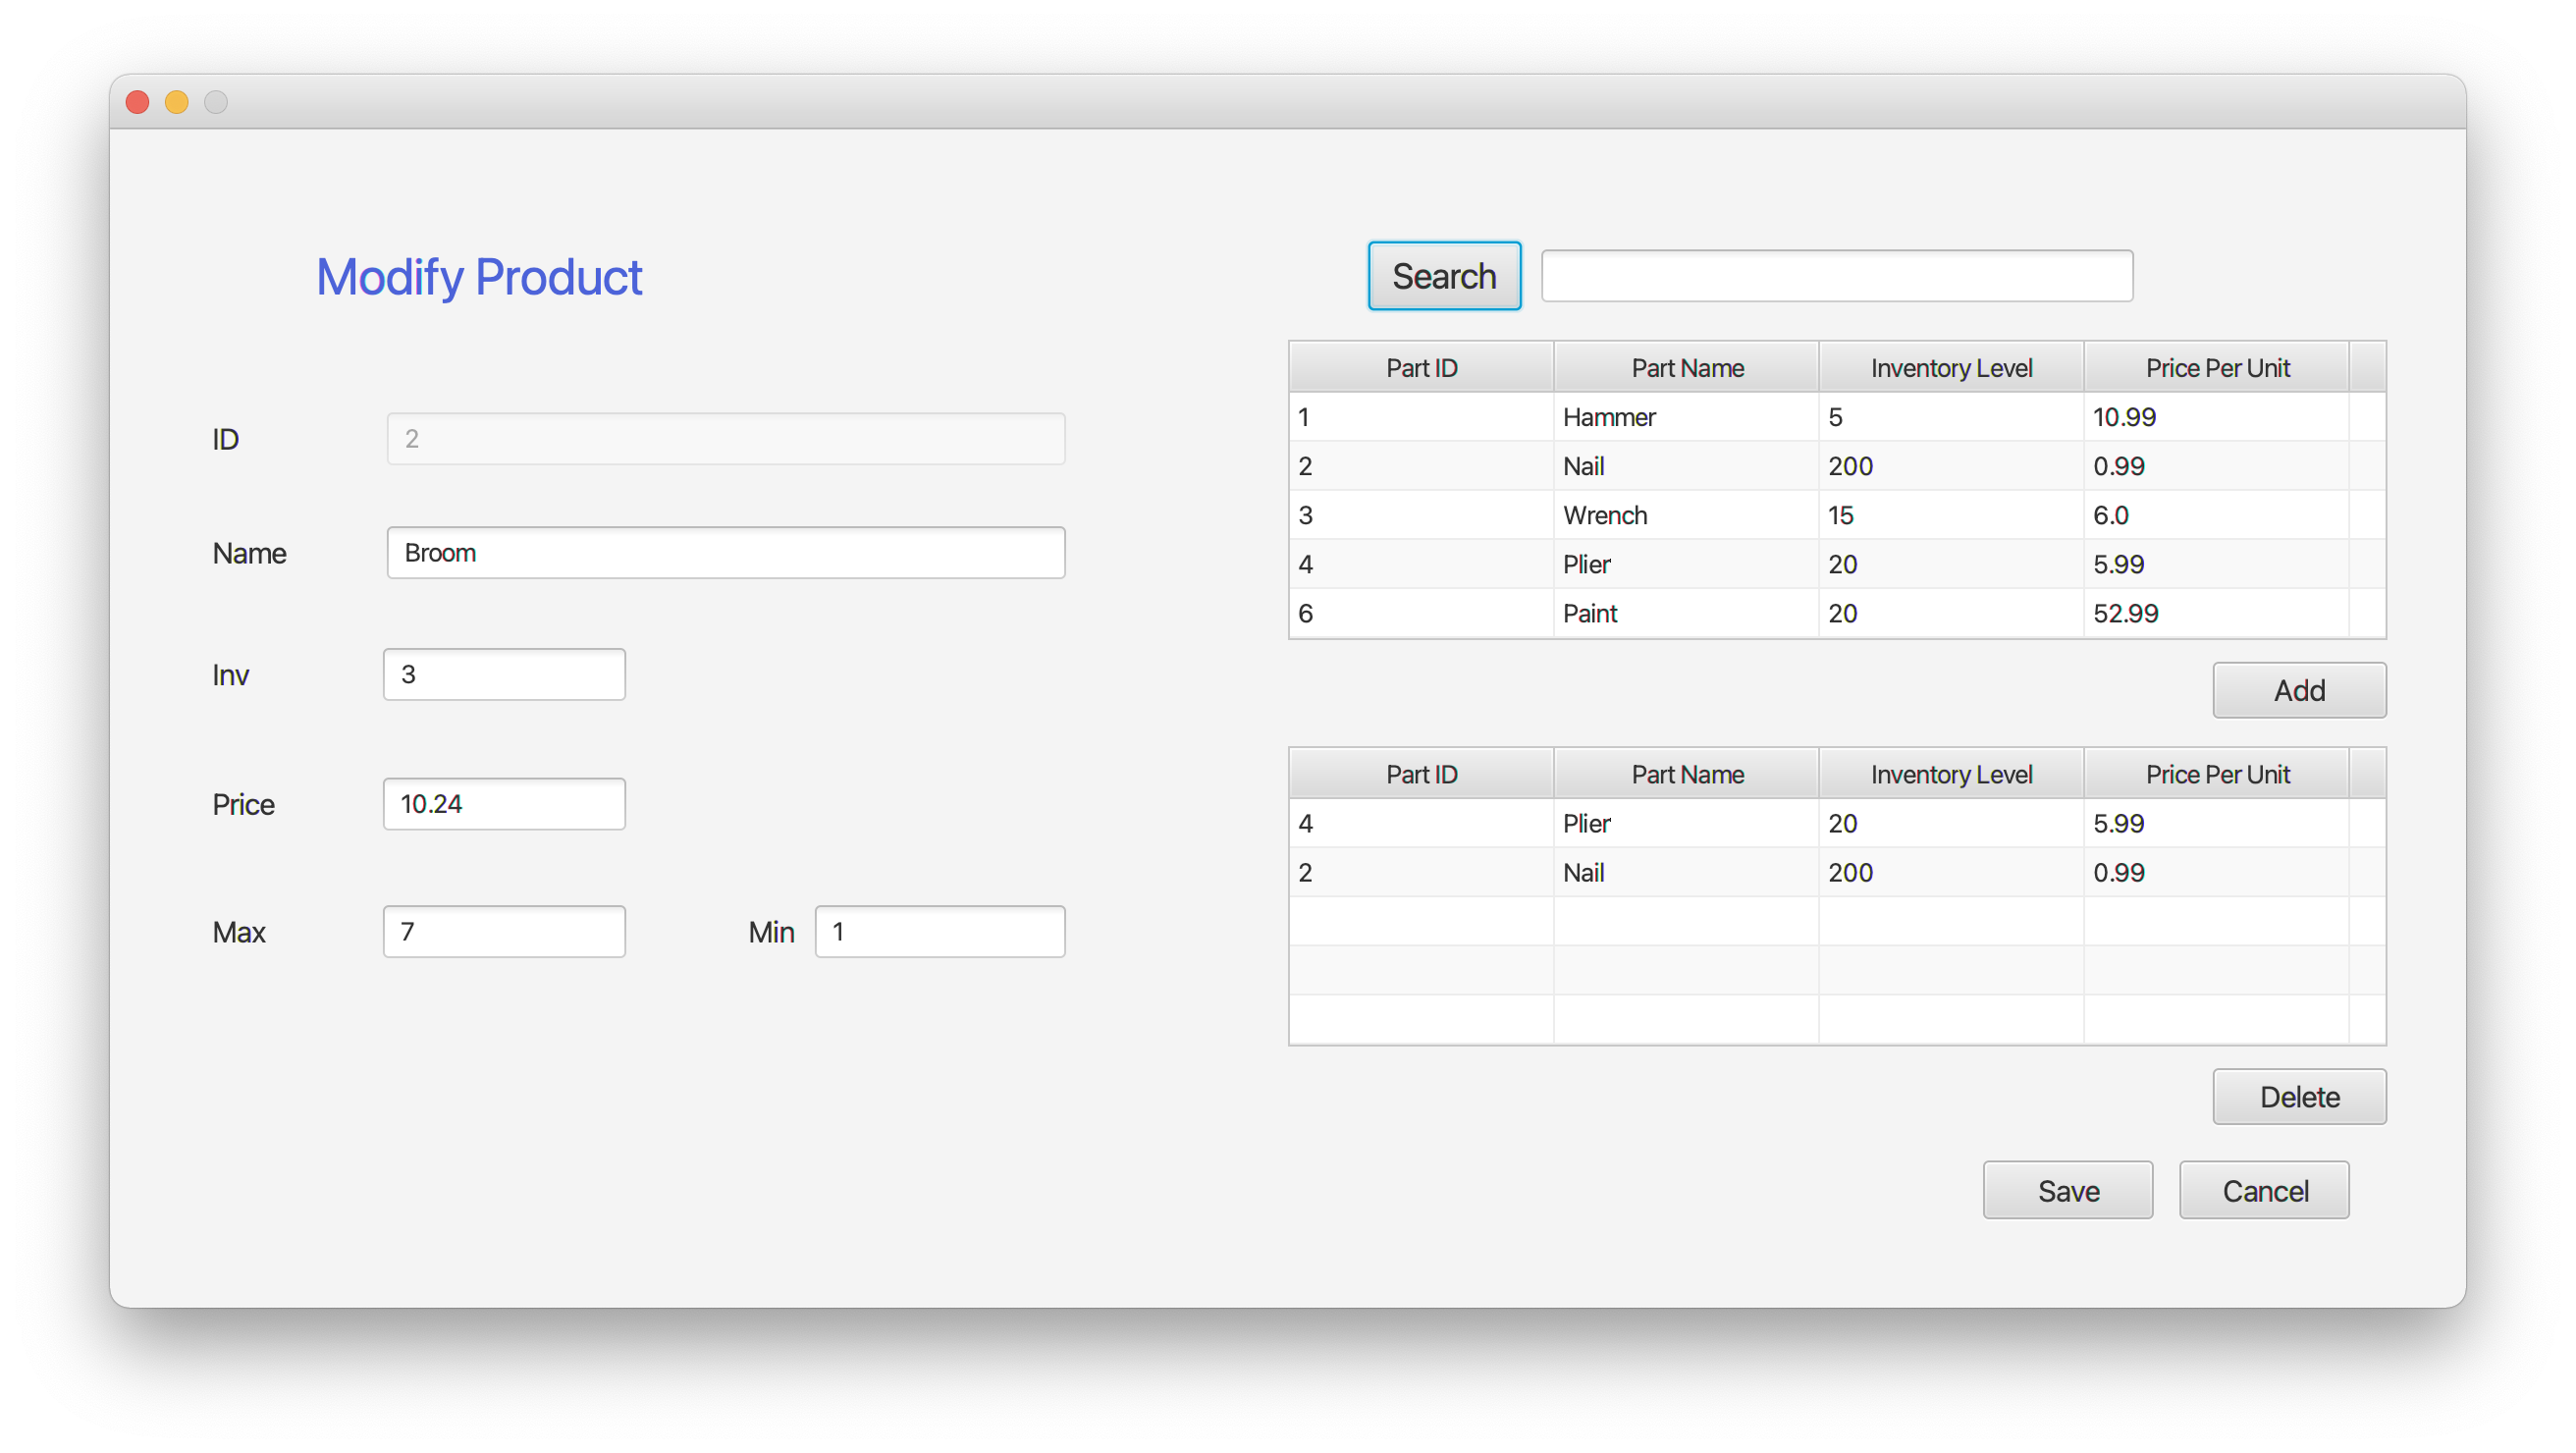 Modify Product
ID 2
Name Broom
Inv 3
Price 10.24
Max 7 Min 1
Search
Part ID Part Name Inventory Level Price Per Unit
1 Hammer 5 10.99
2 Nail 200 0.99
3 Wrench 15 6.0
4 Plier 20 5.99
6 Paint 20 52.99
Add
Part ID Part Name Inventory Level Price Per Unit
4 Plier 20 5.99
2 Nail 200 0.99
Delete
Save Cancel